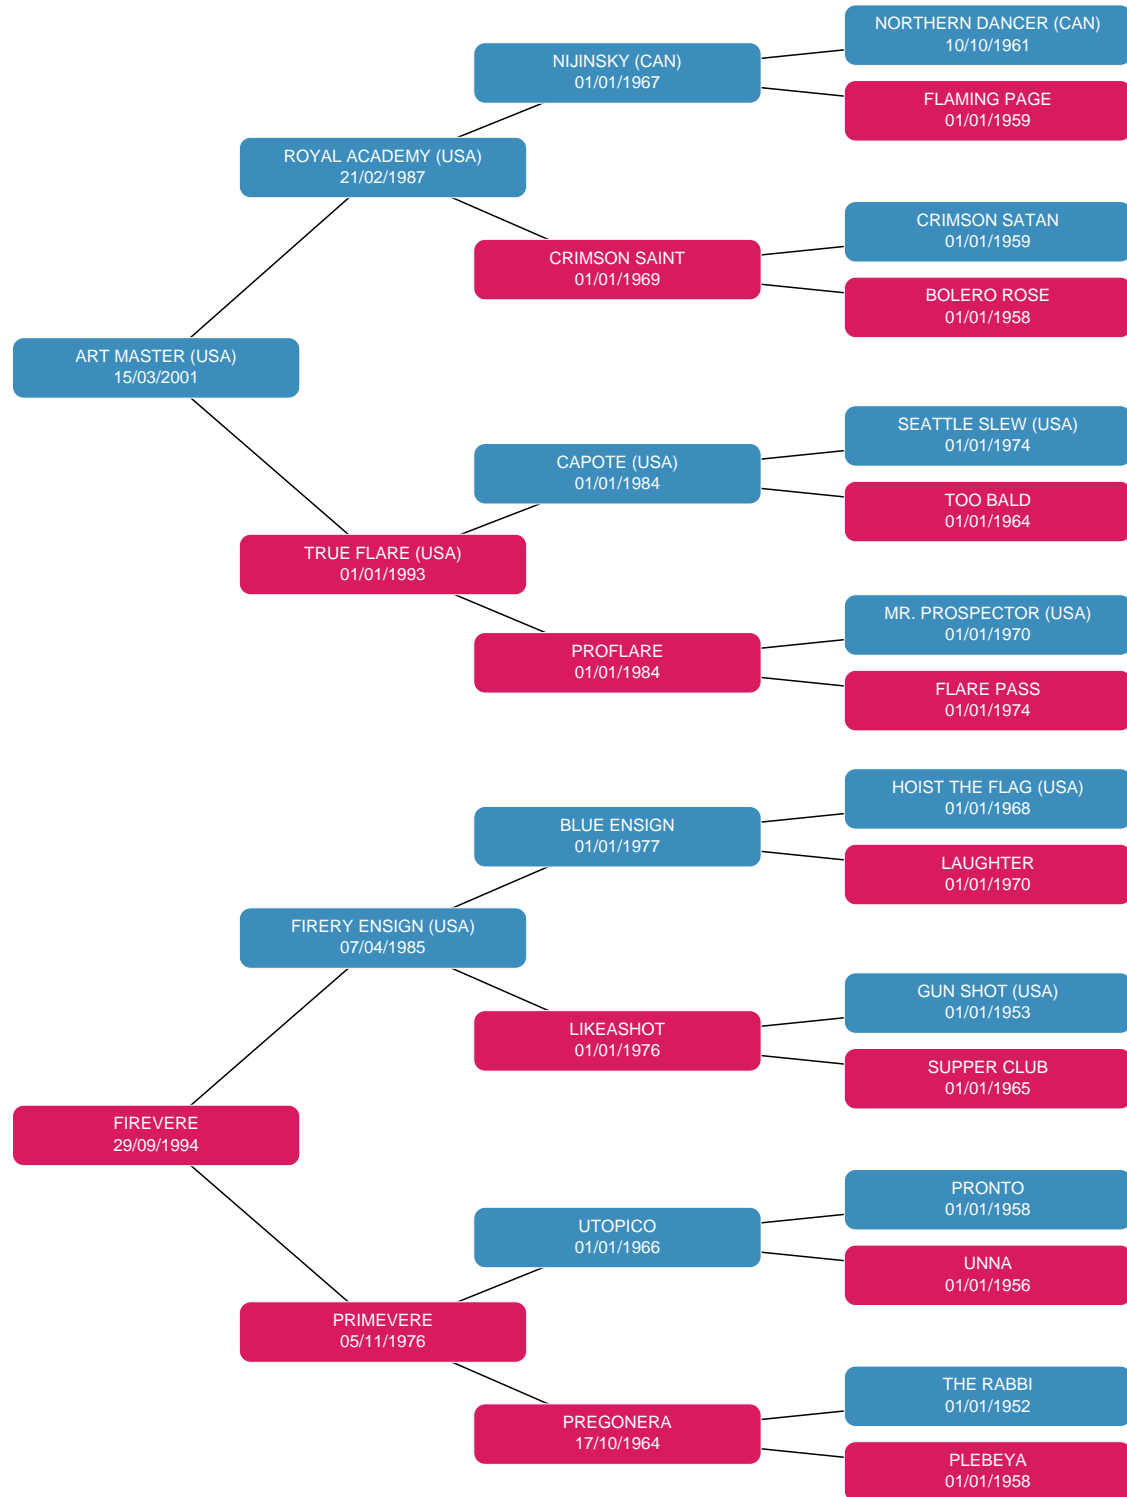 NORTHERN DANCER (CAN)
10/10/1961
NIJINSKY (CAN)
01/01/1967
FLAMING PAGE
01/01/1959
ROYAL ACADEMY (USA)
21/02/1987
CRIMSON SATAN
01/01/1959
CRIMSON SAINT
01/01/1969
BOLERO ROSE
01/01/1958
ART MASTER (USA)
15/03/2001
SEATTLE SLEW (USA)
01/01/1974
CAPOTE (USA)
01/01/1984
TOO BALD
01/01/1964
TRUE FLARE (USA)
01/01/1993
MR. PROSPECTOR (USA)
01/01/1970
PROFLARE
01/01/1984
FLARE PASS
01/01/1974
HOIST THE FLAG (USA)
01/01/1968
BLUE ENSIGN
01/01/1977
LAUGHTER
01/01/1970
FIRERY ENSIGN (USA)
07/04/1985
GUN SHOT (USA)
01/01/1953
LIKEASHOT
01/01/1976
SUPPER CLUB
01/01/1965
FIREVERE
29/09/1994
PRONTO
01/01/1958
UTOPICO
01/01/1966
UNNA
01/01/1956
PRIMEVERE
05/11/1976
THE RABBI
01/01/1952
PREGONERA
17/10/1964
PLEBEYA
01/01/1958